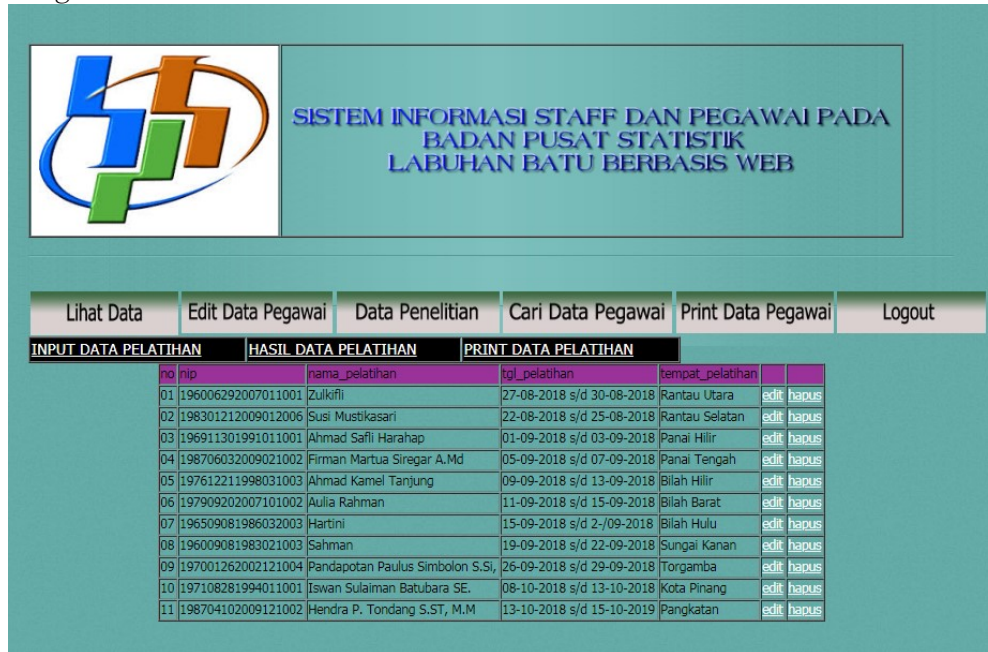 SISTEM INFORMASI STAFF DAN PEGAWAI PADA
BADAN PUSAT STATISTIK
LABUHAN BATU BERBASIS WEB
Lihat Data Edit Data Pegawai Data Penelitian Cari Data Pegawai Print Data Pegawai Logout
INPUT DATA PELATIHAN HASIL DATA PELATIHAN PRINT DATA PELATIHAN
no nip nama_pelatihan tgl_pelatihan tempat_pelatihan
01 196006292007011001 Zulkifli 27-08-2018 s/d 30-08-2018 Rantau Utara edit hapus
02 198301212009012006 Susi Mustikasari 22-08-2018 s/d 25-08-2018 Rantau Selatan edit hapus
03 196911301991011001 Ahmad Safli Harahap 01-09-2018 s/d 03-09-2018 Panai Hilir edit hapus
04 198706032009021002 Firman Martua Siregar A.Md 05-09-2018 s/d 07-09-2018 Panai Tengah edit hapus
05 197612211998031003 Ahmad Kamel Tanjung 09-09-2018 s/d 13-09-2018 Bilah Hilir edit hapus
06 197909202007101002 Aulia Rahman 11-09-2018 s/d 15-09-2018 Bilah Barat edit hapus
07 196509081986032003 Hartini 15-09-2018 s/d 2-/09-2018 Bilah Hulu edit hapus
08 196009081983021003 Sahman 19-09-2018 s/d 22-09-2018 Sungai Kanan edit hapus
09 197001262002121004 Pandapotan Paulus Simbolon S.Si, 26-09-2018 s/d 29-09-2018 Torgamba edit hapus
10 197108281994011001 Iswan Sulaiman Batubara SE. 08-10-2018 s/d 13-10-2018 Kota Pinang edit hapus
11 198704102009121002 Hendra P. Tondang S.ST, M.M 13-10-2018 s/d 15-10-2019 Pangkatan edit hapus